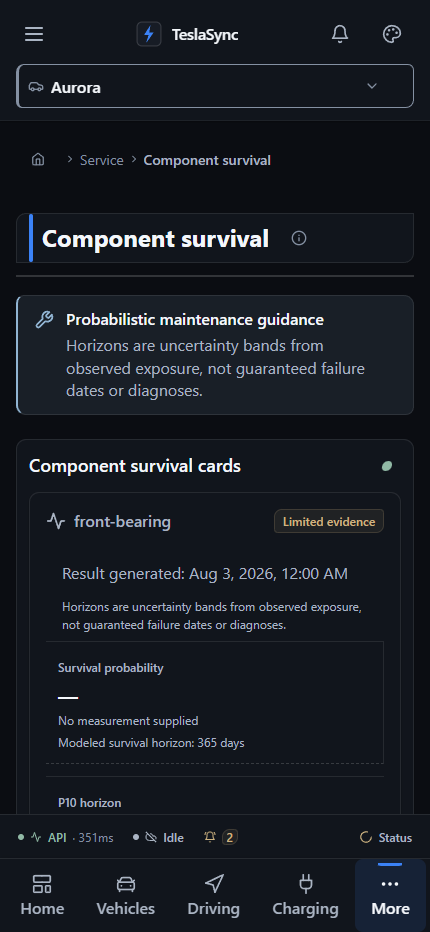 TeslaSync
Aurora
Service
Component survival
Component survival
Probabilistic maintenance guidance
Horizons are uncertainty bands from
observed exposure, not guaranteed failure
dates or diagnoses.
Component survival cards
front-bearing
Limited evidence
Result generated: Aug 3, 2026, 12:00 AM
Horizons are uncertainty bands from observed exposure,
not guaranteed failure dates or diagnoses.
Survival probability
—
No measurement supplied
Modeled survival horizon: 365 days
P10 horizon
API · 351ms
Idle
2
Status
Home
Vehicles
Driving
Charging
More